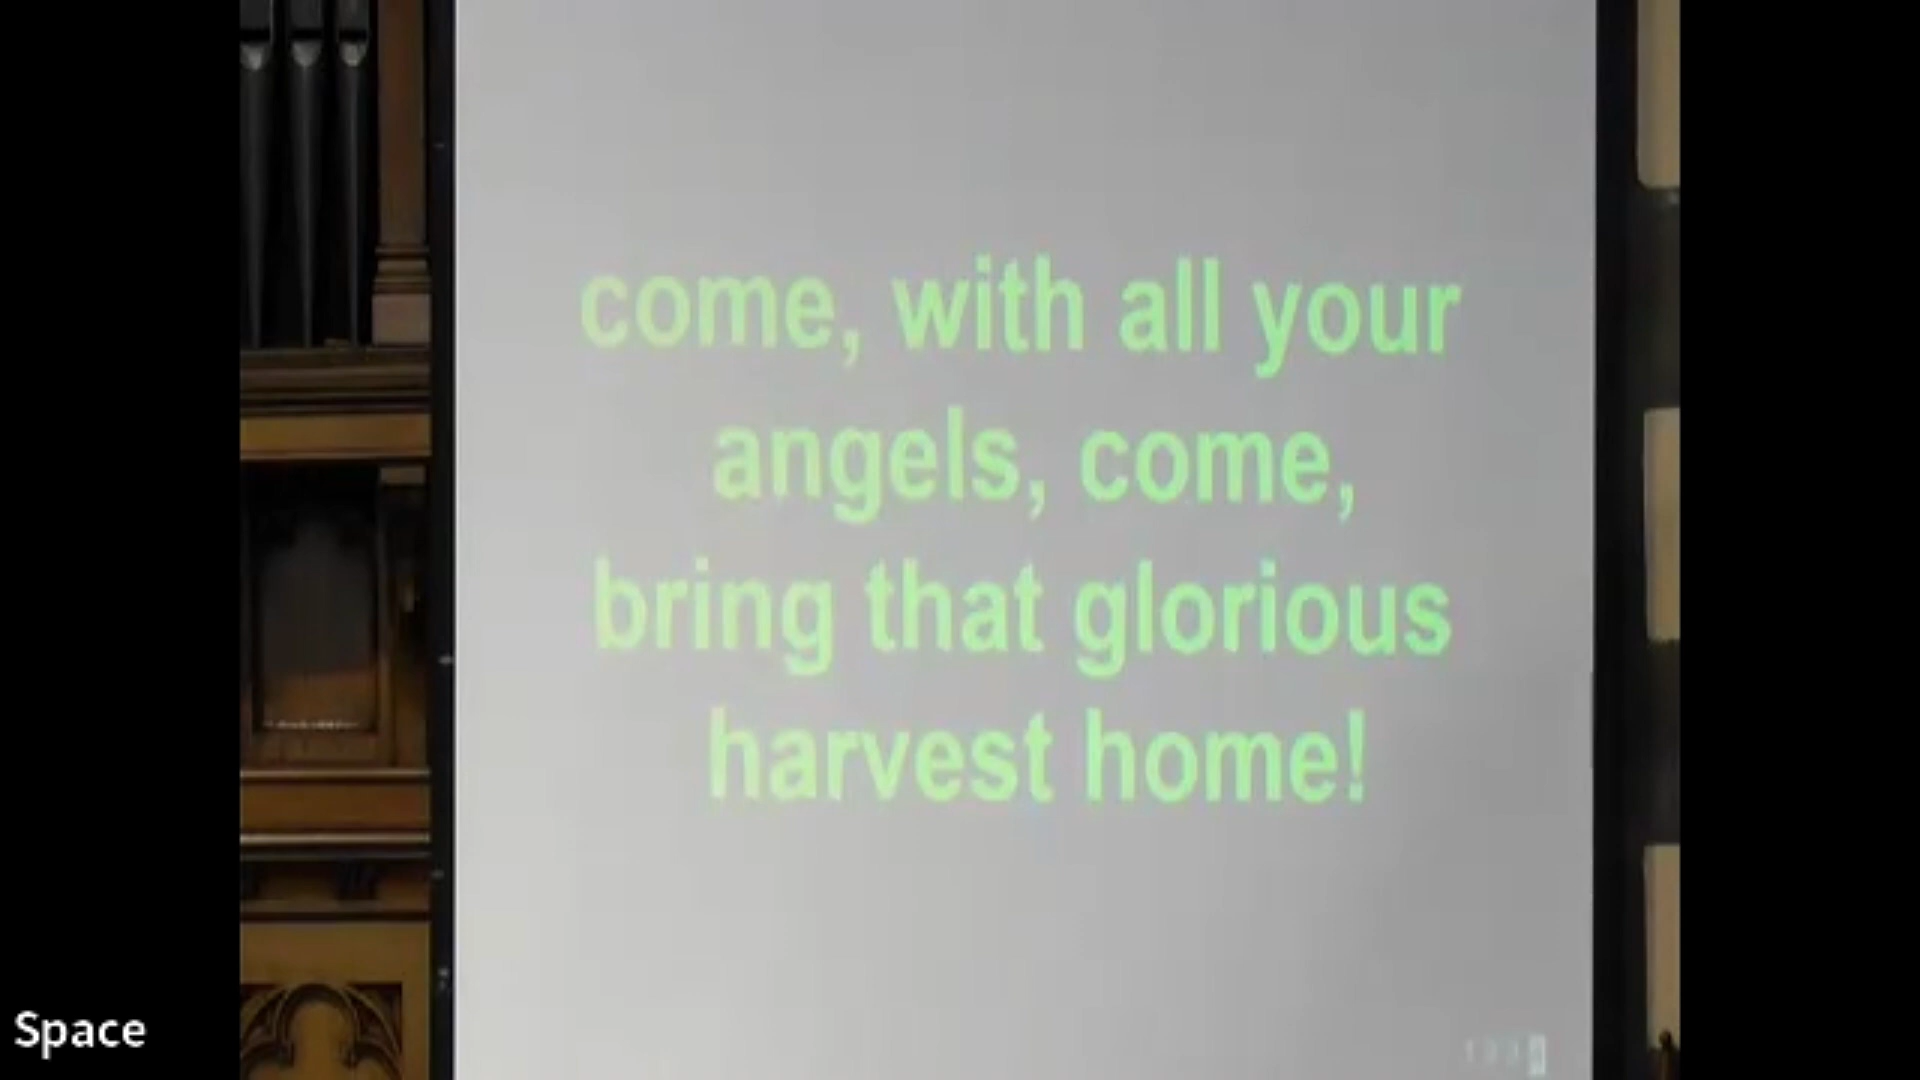 come, with all your
angels, come,
bring that glorious
harvest home!
Space